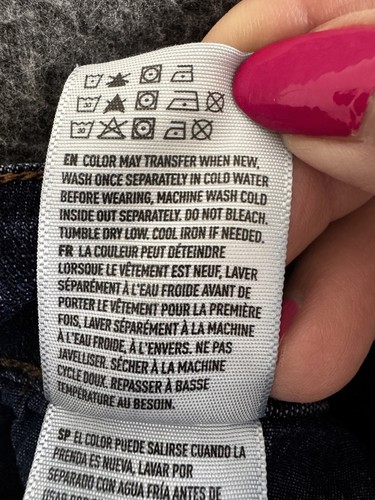 30
30
EN COLOR MAY TRANSFER WHEN NEW,
WASH ONCE SEPARATELY IN COLD WATER
BEFORE WEARING, MACHINE WASH COLD
INSIDE OUT SEPARATELY. DO NOT BLEACH.
TUMBLE DRY LOW. COOL IRON IF NEEDED.
FR LA COULEUR PEUT DÉTEINDRE
LORSQUE LE VÊTEMENT EST NEUF, LAVER
SÉPARÉMENT À L'EAU FROIDE AVANT DE
PORTER LE VÊTEMENT POUR LA PREMIÈRE
FOIS, LAVER SÉPARÉMENT À LA MACHINE
À L'EAU FROIDE, À L'ENVERS. NE PAS
JAVELLISER. SÉCHER À LA MACHINE
CYCLE DOUX. REPASSER À BASSE
TEMPÉRATURE AU BESOIN.
SP EL COLOR PUEDE SALIRSE CUANDO LA
PRENDA ES NUEVA, LAVAR POR
SEPARADO CON AGUA FRÍA ANTES DE